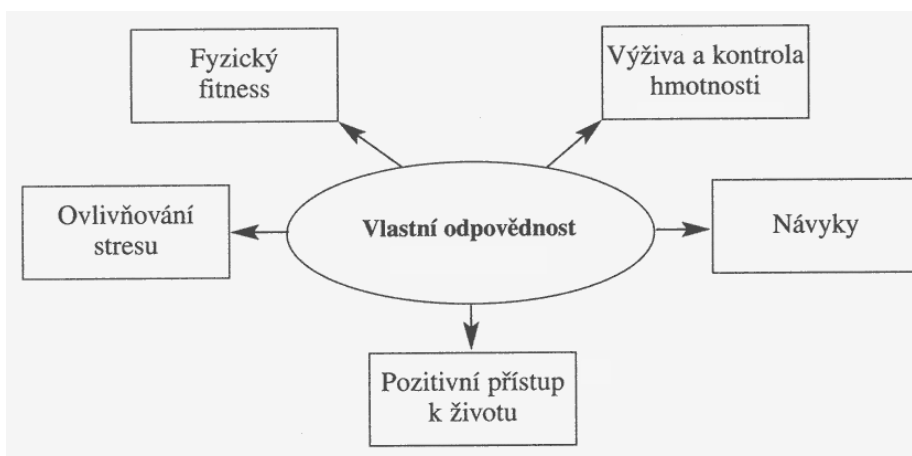 Fyzický
fitness
Výživa a kontrola
hmotnosti
Ovlivňování
stresu
Vlastní odpovědnost
Návyky
Pozitivní přístup
k životu